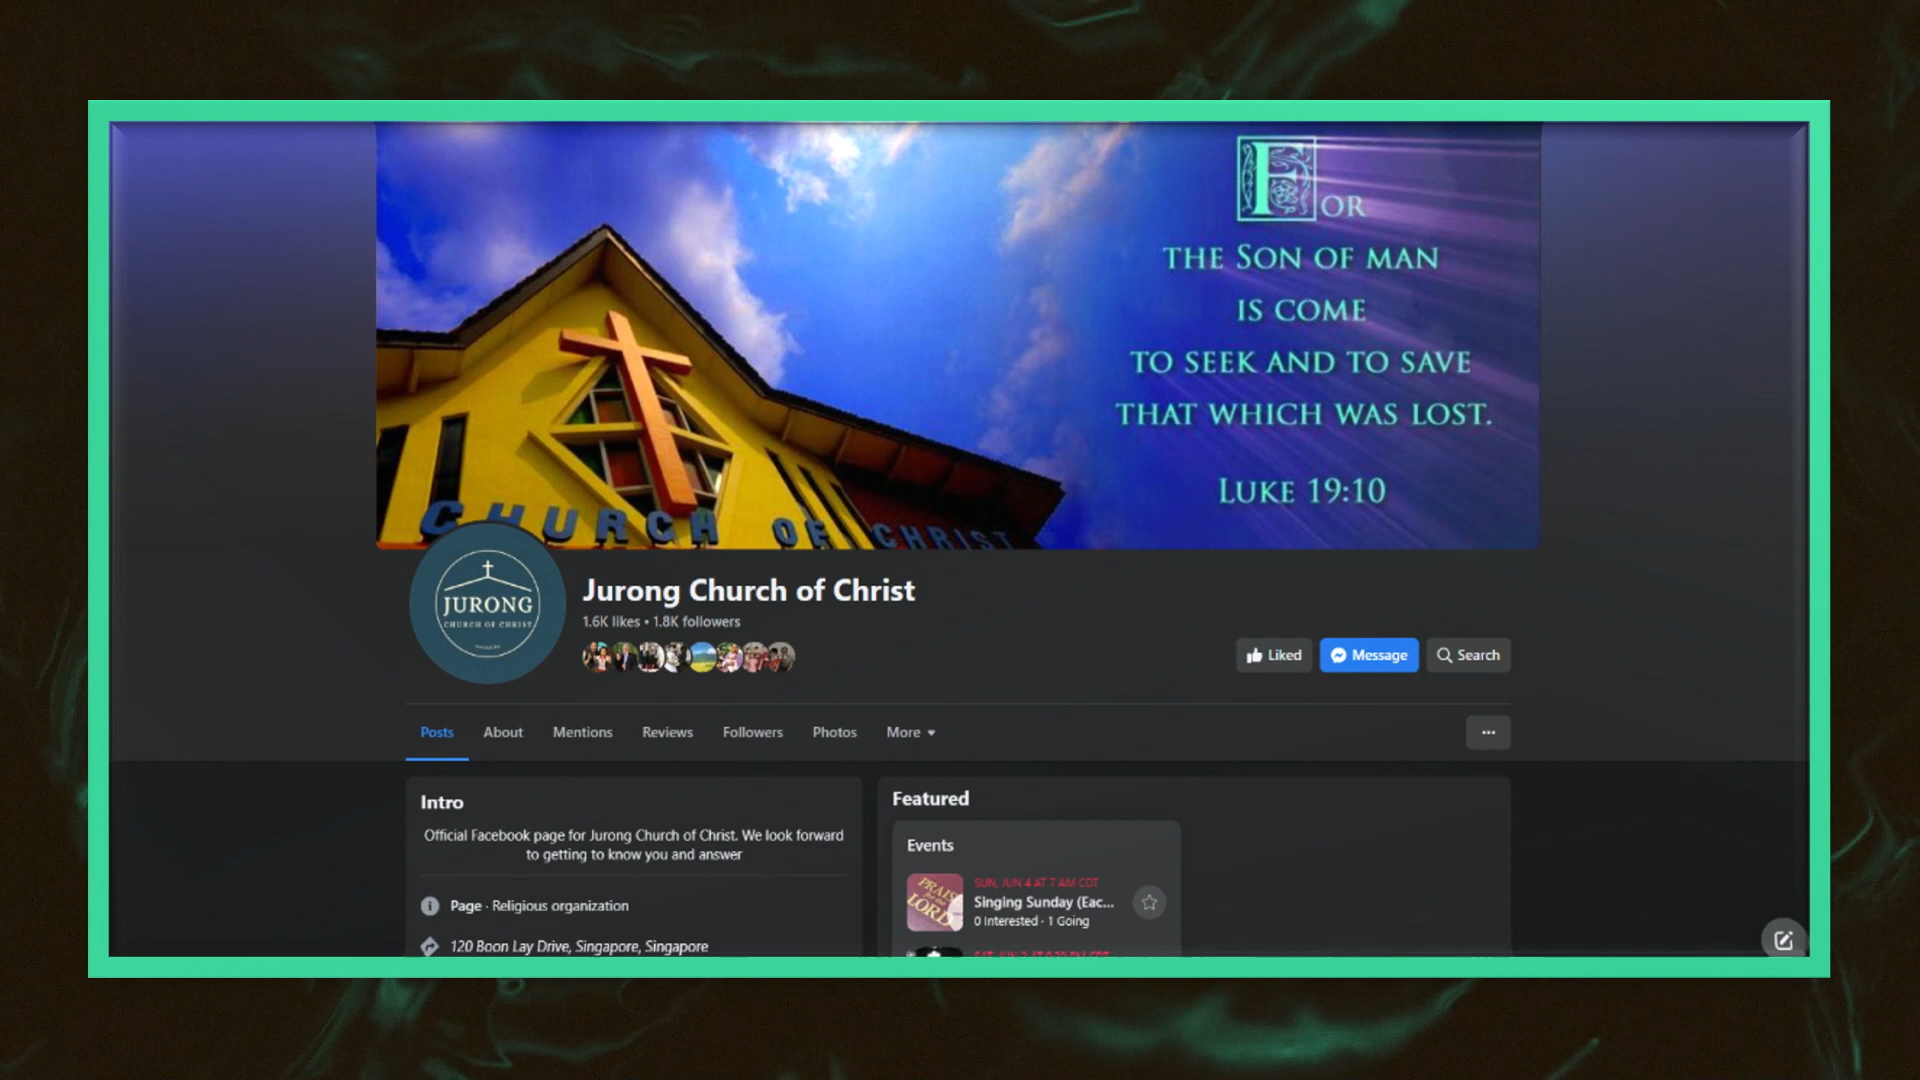 FOR
THE SON OF MAN
IS COME
TO SEEK AND TO SAVE
THAT WHICH WAS LOST.
LUKE 19:10
CHURCH OF CHRIST
JURONG
CHURCH OF CHRIST
Jurong Church of Christ
1.6K likes • 1.8K followers
Liked
Message
Search
Posts
About
Mentions
Reviews
Followers
Photos
More
Intro
Official Facebook page for Jurong Church of Christ. We look forward
to getting to know you and answer
Page · Religious organization
120 Boon Lay Drive, Singapore, Singapore
Featured
Events
PRAISE
LORD
SUN, JUN 4 AT 7 AM CDT
Singing Sunday (Eac...
0 Interested · 1 Going